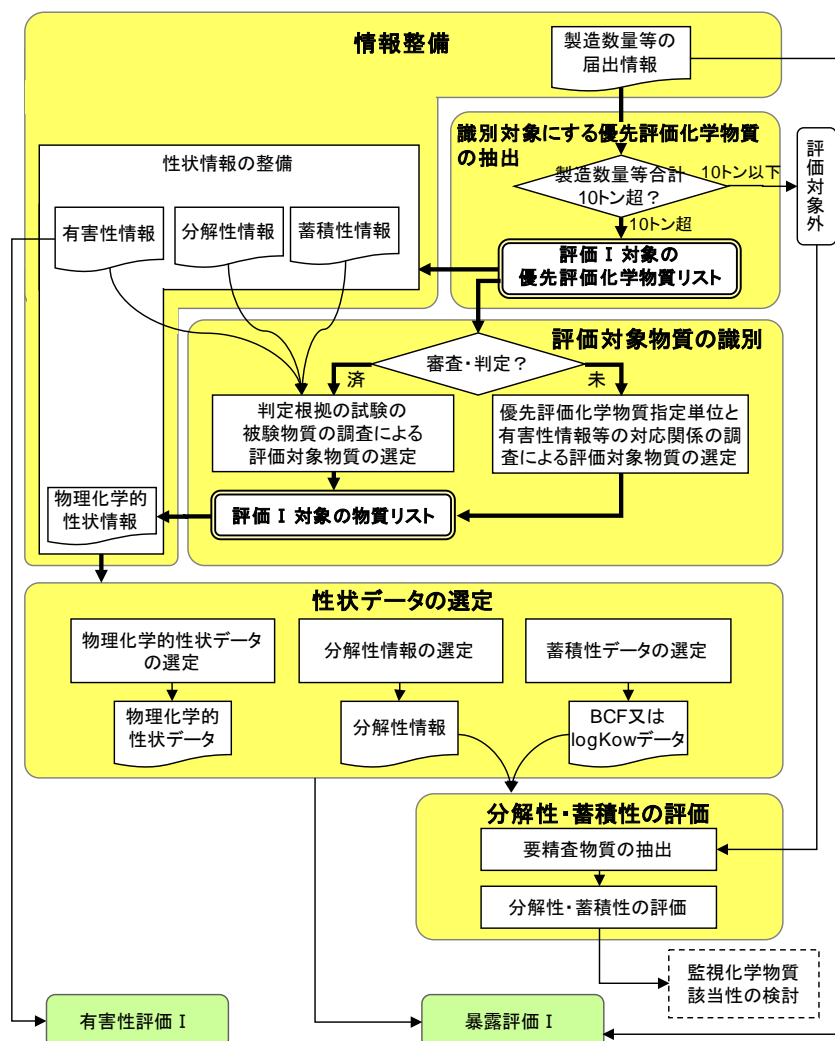 情報整備
製造数量等の
届出情報
識別対象にする優先評価化学物質
の抽出
製造数量等合計
10トン超？
10トン以下
評価対象外
10トン超
評価Ⅰ対象の
優先評価化学物質リスト
性状情報の整備
有害性情報
分解性情報
蓄積性情報
評価対象物質の識別
審査・判定？
済
未
判定根拠の試験の
被験物質の調査による
評価対象物質の選定
優先評価化学物質指定単位と
有害性情報等の対応関係の調
査による評価対象物質の選定
物理化学的
性状情報
評価Ⅰ対象の物質リスト
性状データの選定
物理化学的性状データ
の選定
分解性情報の選定
蓄積性データの選定
物理化学的
性状データ
分解性情報
BCF又は
logKowデータ
分解性・蓄積性の評価
要精査物質の抽出
分解性・蓄積性の評価
監視化学物質
該当性の検討
有害性評価Ⅰ
暴露評価Ⅰ